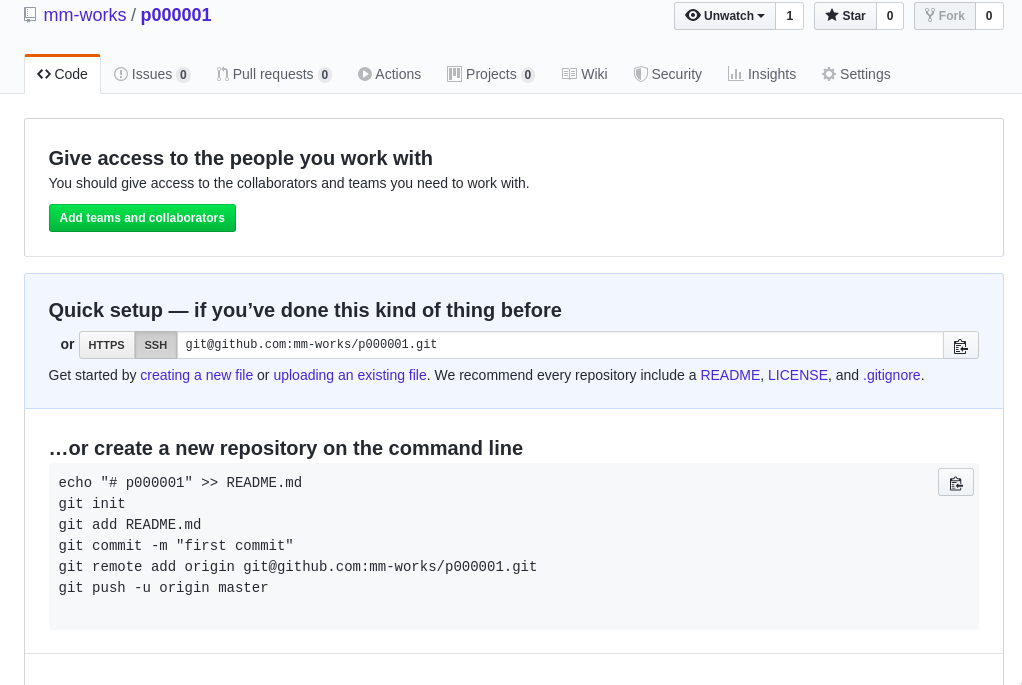 mm-works / p000001
Unwatch 1 Star 0 Fork 0
Code Issues 0 Pull requests 0 Actions Projects 0 Wiki Security Insights Settings
Give access to the people you work with
You should give access to the collaborators and teams you need to work with.
Add teams and collaborators
Quick setup — if you’ve done this kind of thing before
or HTTPS SSH git@github.com:mm-works/p000001.git
Get started by creating a new file or uploading an existing file. We recommend every repository include a README, LICENSE, and .gitignore.
…or create a new repository on the command line
echo "# p000001" >> README.md
git init
git add README.md
git commit -m "first commit"
git remote add origin git@github.com:mm-works/p000001.git
git push -u origin master